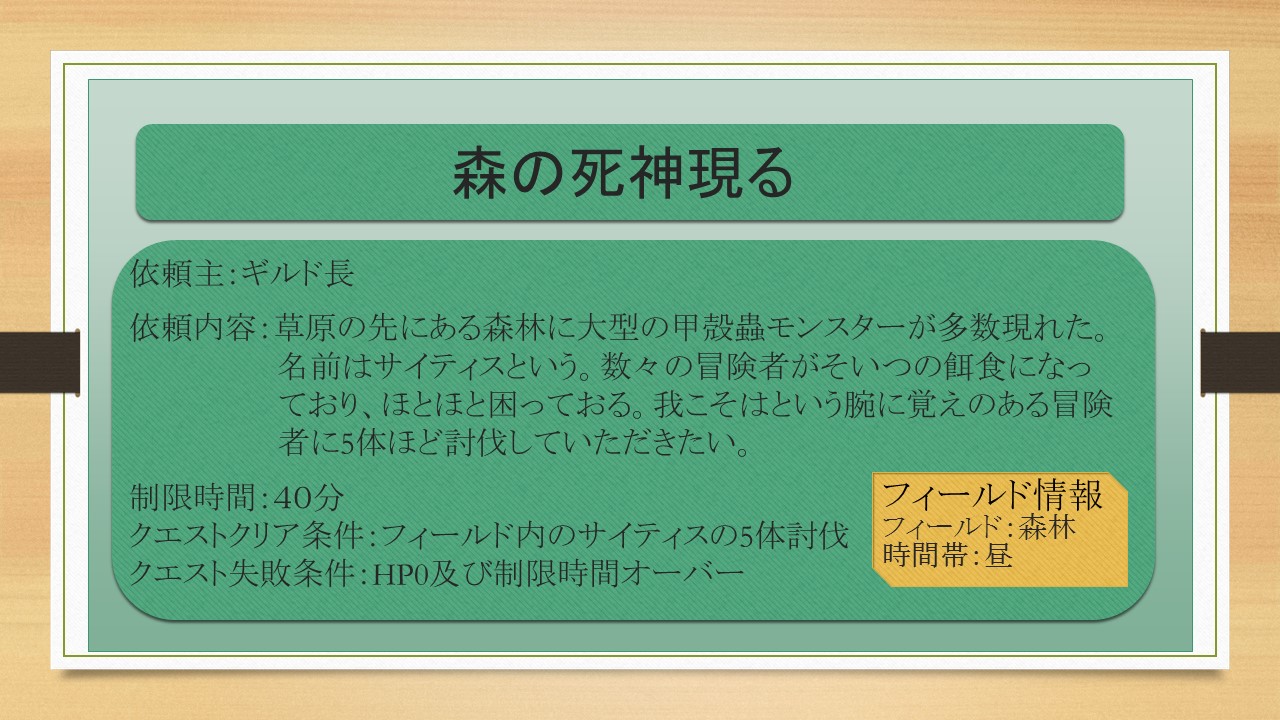 森の死神現る
依頼主：ギルド長
依頼内容：草原の先にある森林に大型の甲殻蟲モンスターが多数現れた。
名前はサイティスという。数々の冒険者がそいつの餌食になっ
ており、ほとほと困っておる。我こそはという腕に覚えのある冒険
者に5体ほど討伐していただきたい。
制限時間：40分
クエストクリア条件：フィールド内のサイティスの5体討伐
クエスト失敗条件：HP0及び制限時間オーバー
フィールド情報
フィールド：森林
時間帯：昼